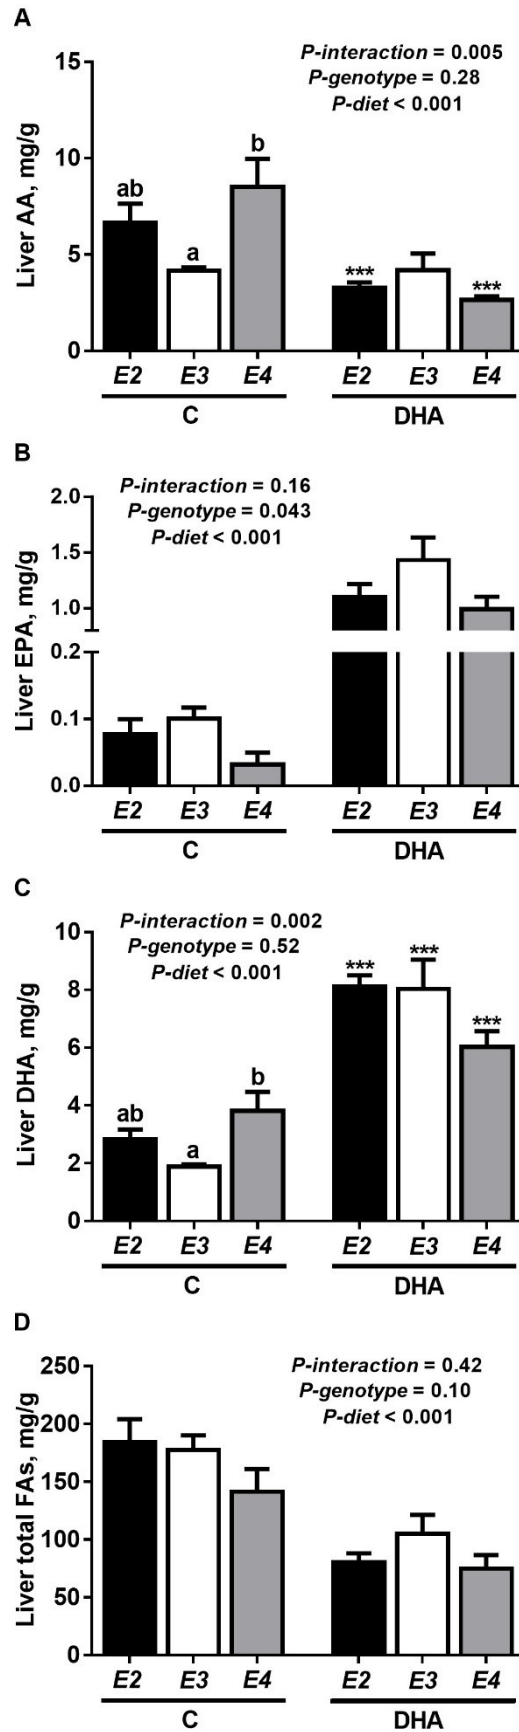 A
P-interaction = 0.005
P-genotype = 0.28
P-diet < 0.001
Liver AA, mg/g
15
10
5
0
ab
a
b
***
***
E2 E3 E4 E2 E3 E4
C DHA
B
P-interaction = 0.16
P-genotype = 0.043
P-diet < 0.001
Liver EPA, mg/g
2.0
1.5
1.0
0.2
0.1
0.0
E2 E3 E4 E2 E3 E4
C DHA
C
P-interaction = 0.002
P-genotype = 0.52
P-diet < 0.001
Liver DHA, mg/g
10
8
6
4
2
0
ab
a
b
***
***
***
E2 E3 E4 E2 E3 E4
C DHA
D
P-interaction = 0.42
P-genotype = 0.10
P-diet < 0.001
Liver total FAs, mg/g
250
200
150
100
50
0
E2 E3 E4 E2 E3 E4
C DHA